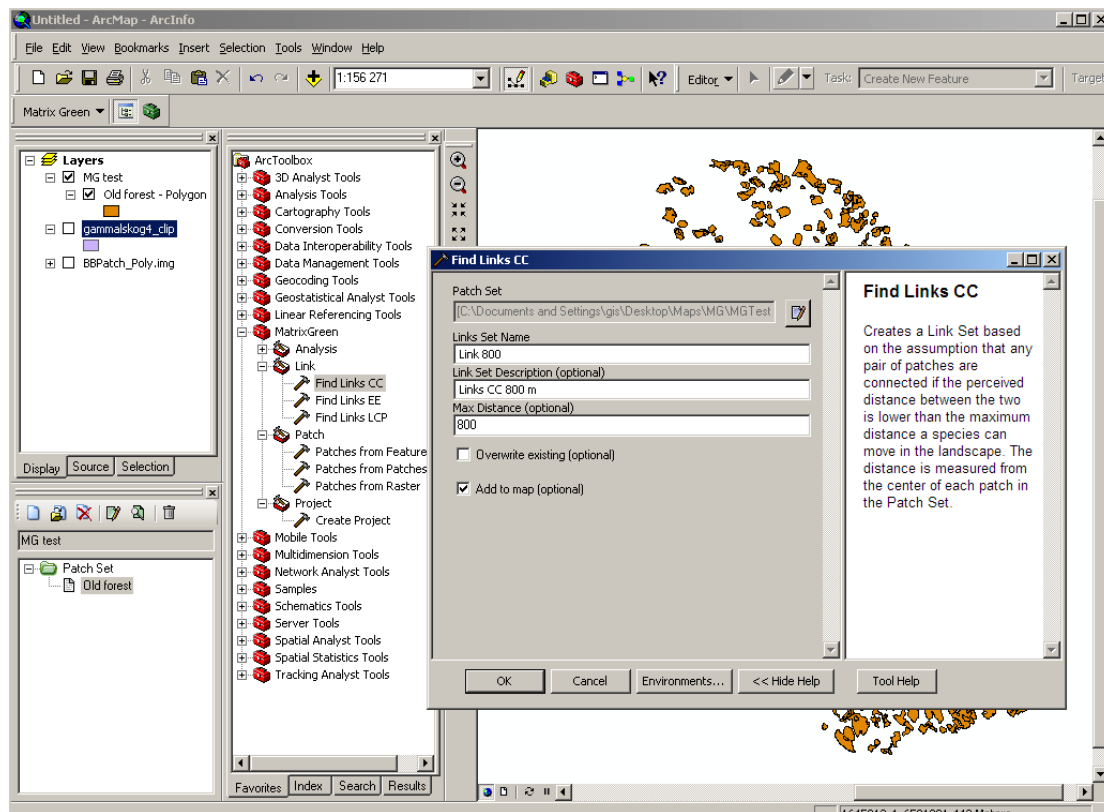 Untitled - ArcMap - ArcInfo
File Edit View Bookmarks Insert Selection Tools Window Help
1:156 271
Editor
Task: Create New Feature
Target
Matrix Green
Layers
MG test
Old forest - Polygon
gammalskog4_clip
BBPatch_Poly.img
Display Source Selection
MG test
Patch Set
Old forest
ArcToolbox
3D Analyst Tools
Analysis Tools
Cartography Tools
Conversion Tools
Data Interoperability Tools
Data Management Tools
Geocoding Tools
Geostatistical Analyst Tools
Linear Referencing Tools
MatrixGreen
Analysis
Link
Find Links CC
Find Links EE
Find Links LCP
Patch
Patches from Feature
Patches from Patches
Patches from Raster
Project
Create Project
Mobile Tools
Multidimension Tools
Network Analyst Tools
Samples
Schematics Tools
Server Tools
Spatial Analyst Tools
Spatial Statistics Tools
Tracking Analyst Tools
Favorites Index Search Results
Find Links CC
Patch Set
[C:\Documents and Settings\gis\Desktop\Maps\MG\MGTest
Links Set Name
Link 800
Link Set Description (optional)
Links CC 800 m
Max Distance (optional)
800
Overwrite existing (optional)
Add to map (optional)
OK Cancel Environments... << Hide Help Tool Help
Find Links CC
Creates a Link Set based
on the assumption that any
pair of patches are
connected if the perceived
distance between the two
is lower than the maximum
distance a species can
move in the landscape. The
distance is measured from
the center of each patch in
the Patch Set.